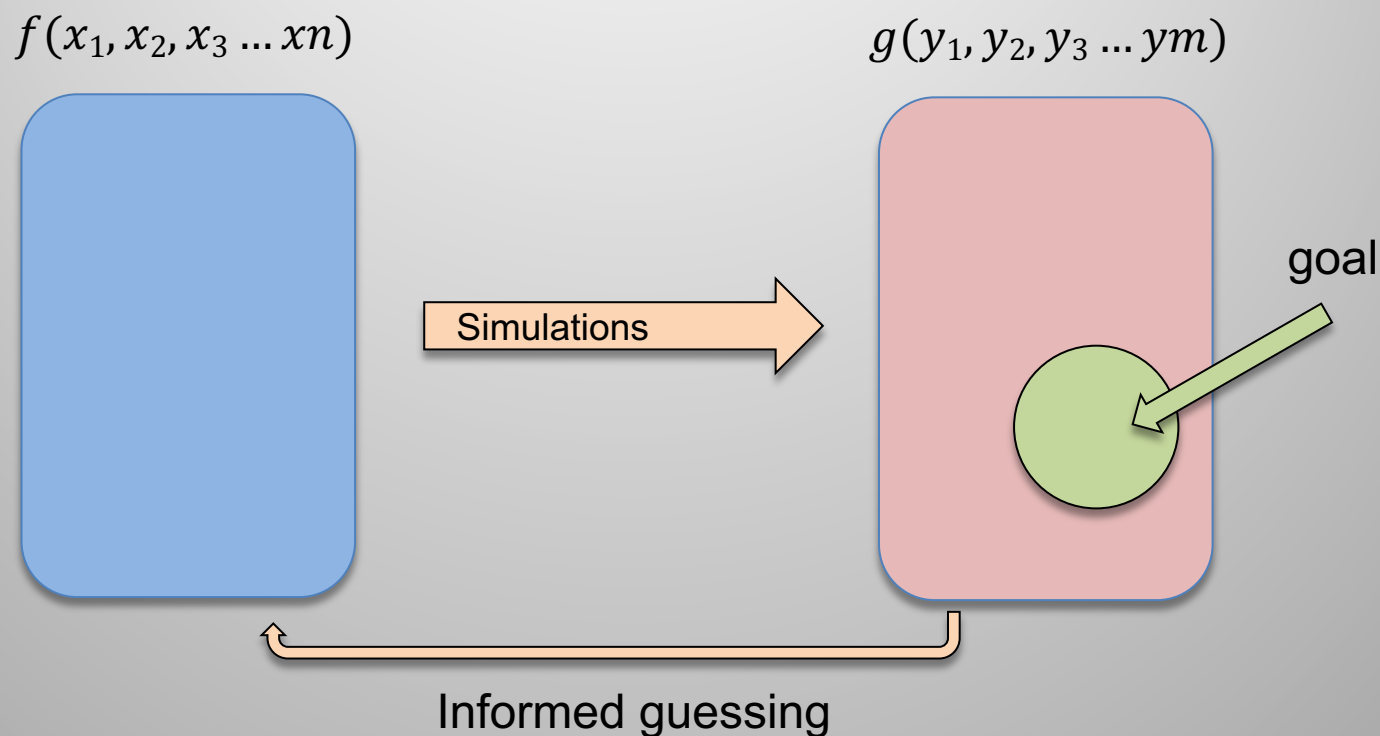 f(x₁, x₂, x₃ … xn)
g(y₁, y₂, y₃ … ym)
goal
Simulations
Informed guessing